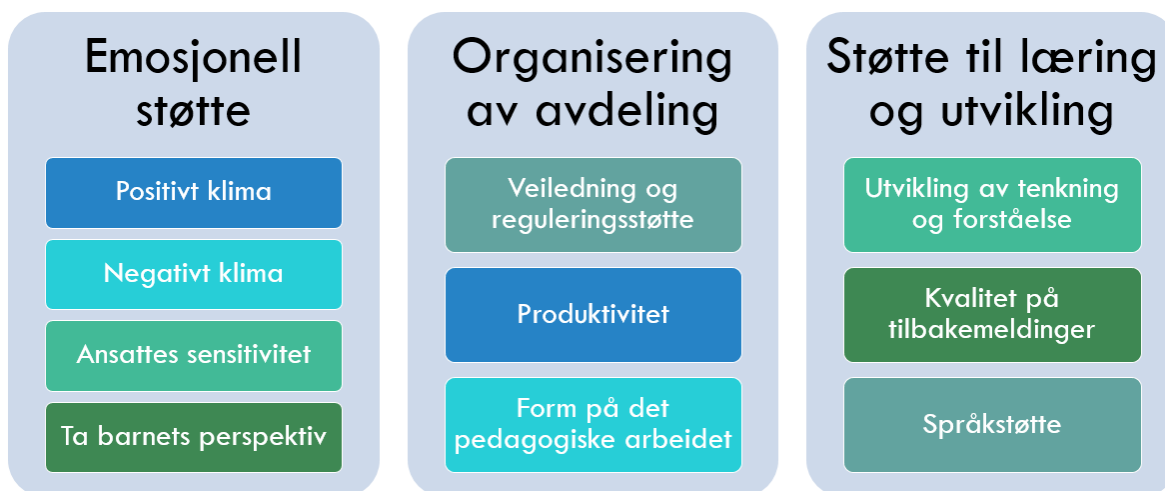 Emosjonell
støtte
Positivt klima
Negativt klima
Ansattes sensitivitet
Ta barnets perspektiv
Organisering
av avdeling
Veiledning og
reguleringsstøtte
Produktivitet
Form på det
pedagogiske arbeidet
Støtte til læring
og utvikling
Utvikling av tenkning
og forståelse
Kvalitet på
tilbakemeldinger
Språkstøtte